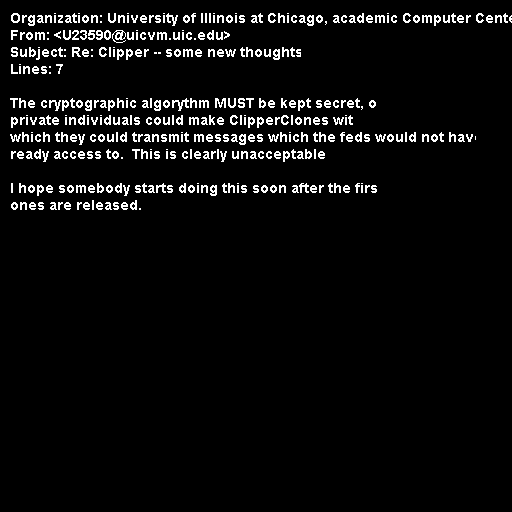 Organization: University of Illinois at Chicago, academic Computer Cente
From: <U23590@uicvm.uic.edu>
Subject: Re: Clipper -- some new thoughts
Lines: 7

The cryptographic algorythm MUST be kept secret, o
private individuals could make ClipperClones wit
which they could transmit messages which the feds would not hav
ready access to.  This is clearly unacceptable

I hope somebody starts doing this soon after the firs
ones are released.